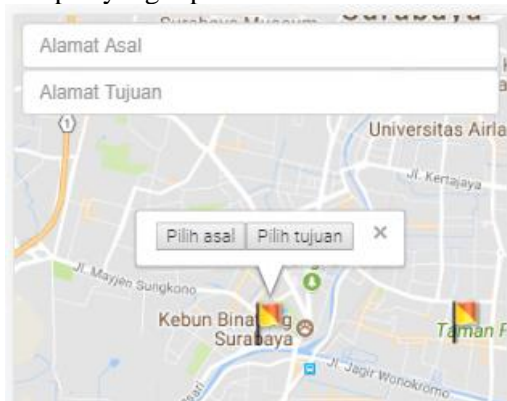 Surabaya Museum
Surabaya
Alamat Asal
Alamat Tujuan
1
Universitas Airla
Jl. Kertajaya
Pilih asal Pilih tujuan ×
Jl. Mayjen Sungkono
Kebun
Surabaya
Taman
Jl. Jagir Wonokromo